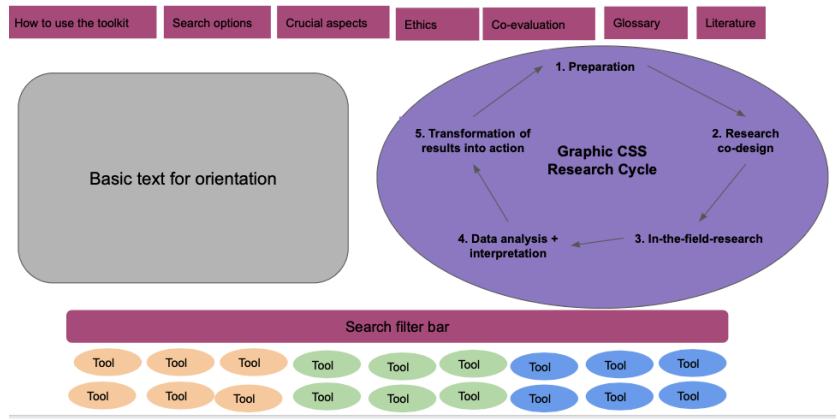 How to use the toolkit
Search options
Crucial aspects
Ethics
Co-evaluation
Glossary
Literature
Basic text for orientation
Graphic CSS
Research Cycle
1. Preparation
2. Research
co-design
3. In-the-field-research
4. Data analysis +
interpretation
5. Transformation of
results into action
Search filter bar
Tool Tool Tool Tool Tool Tool Tool Tool Tool
Tool Tool Tool Tool Tool Tool Tool Tool Tool